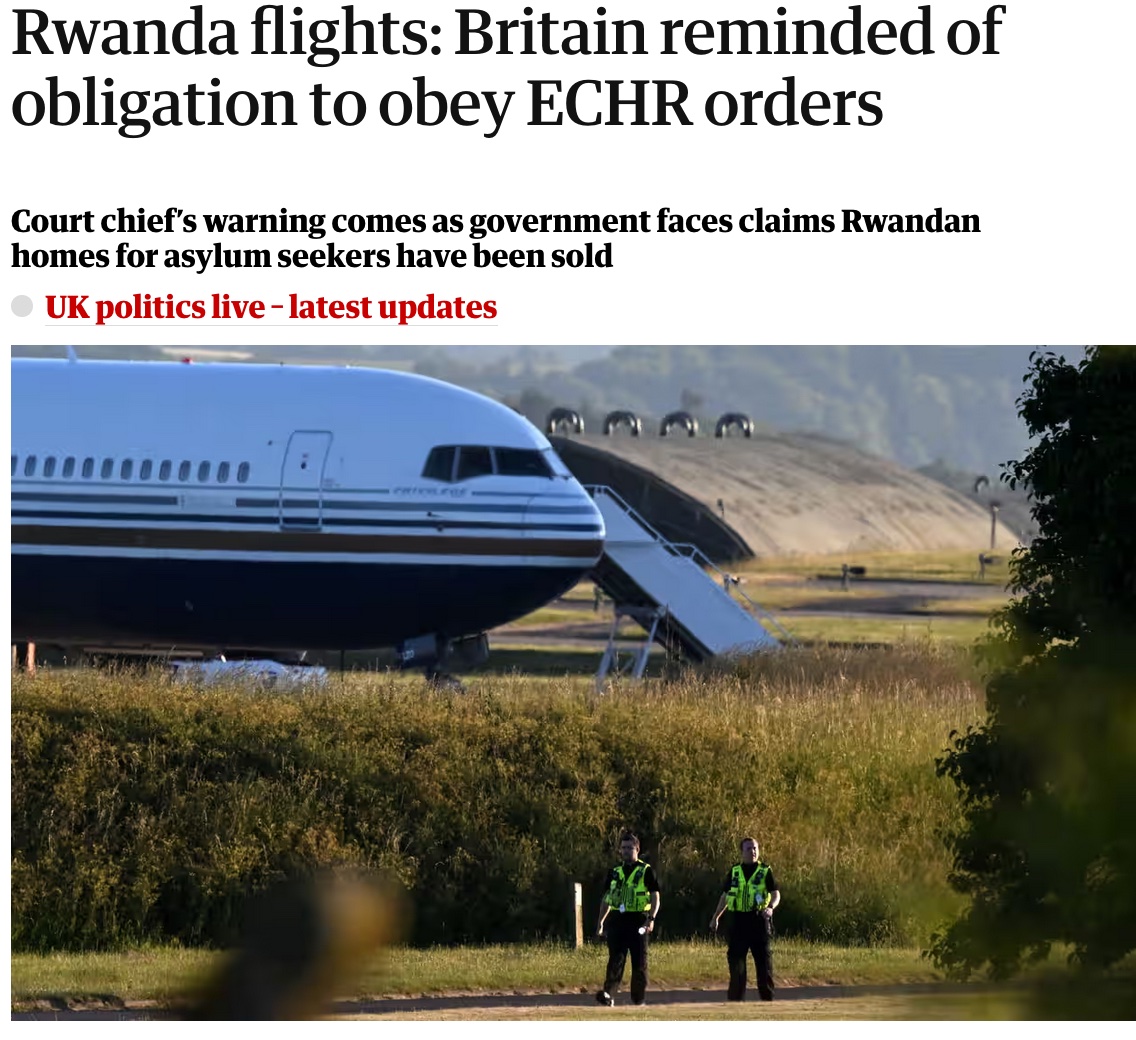 Rwanda flights: Britain reminded of
obligation to obey ECHR orders
Court chief's warning comes as government faces claims Rwandan
homes for asylum seekers have been sold
UK politics live – latest updates